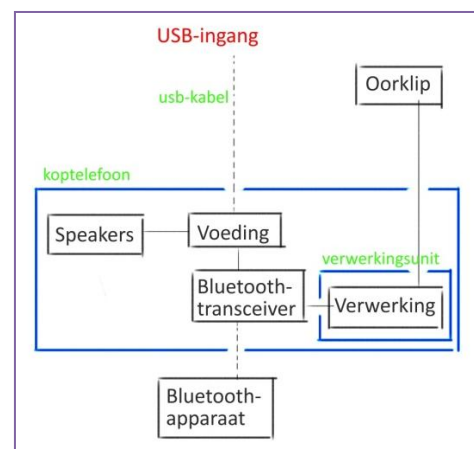 USB-ingang
usb-kabel
Oorklip
koptelefoon
Speakers
Voeding
verwerkingsunit
Bluetooth-
transceiver
Verwerking
Bluetooth-
apparaat